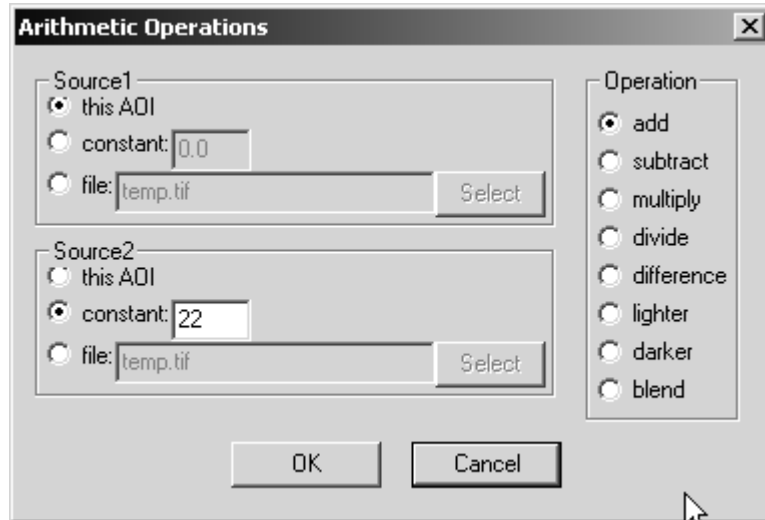 Arithmetic Operations
Source1
this AOI
constant: 0.0
file: temp.tif Select
Source2
this AOI
constant: 22
file: temp.tif Select
Operation
add
subtract
multiply
divide
difference
lighter
darker
blend
OK
Cancel